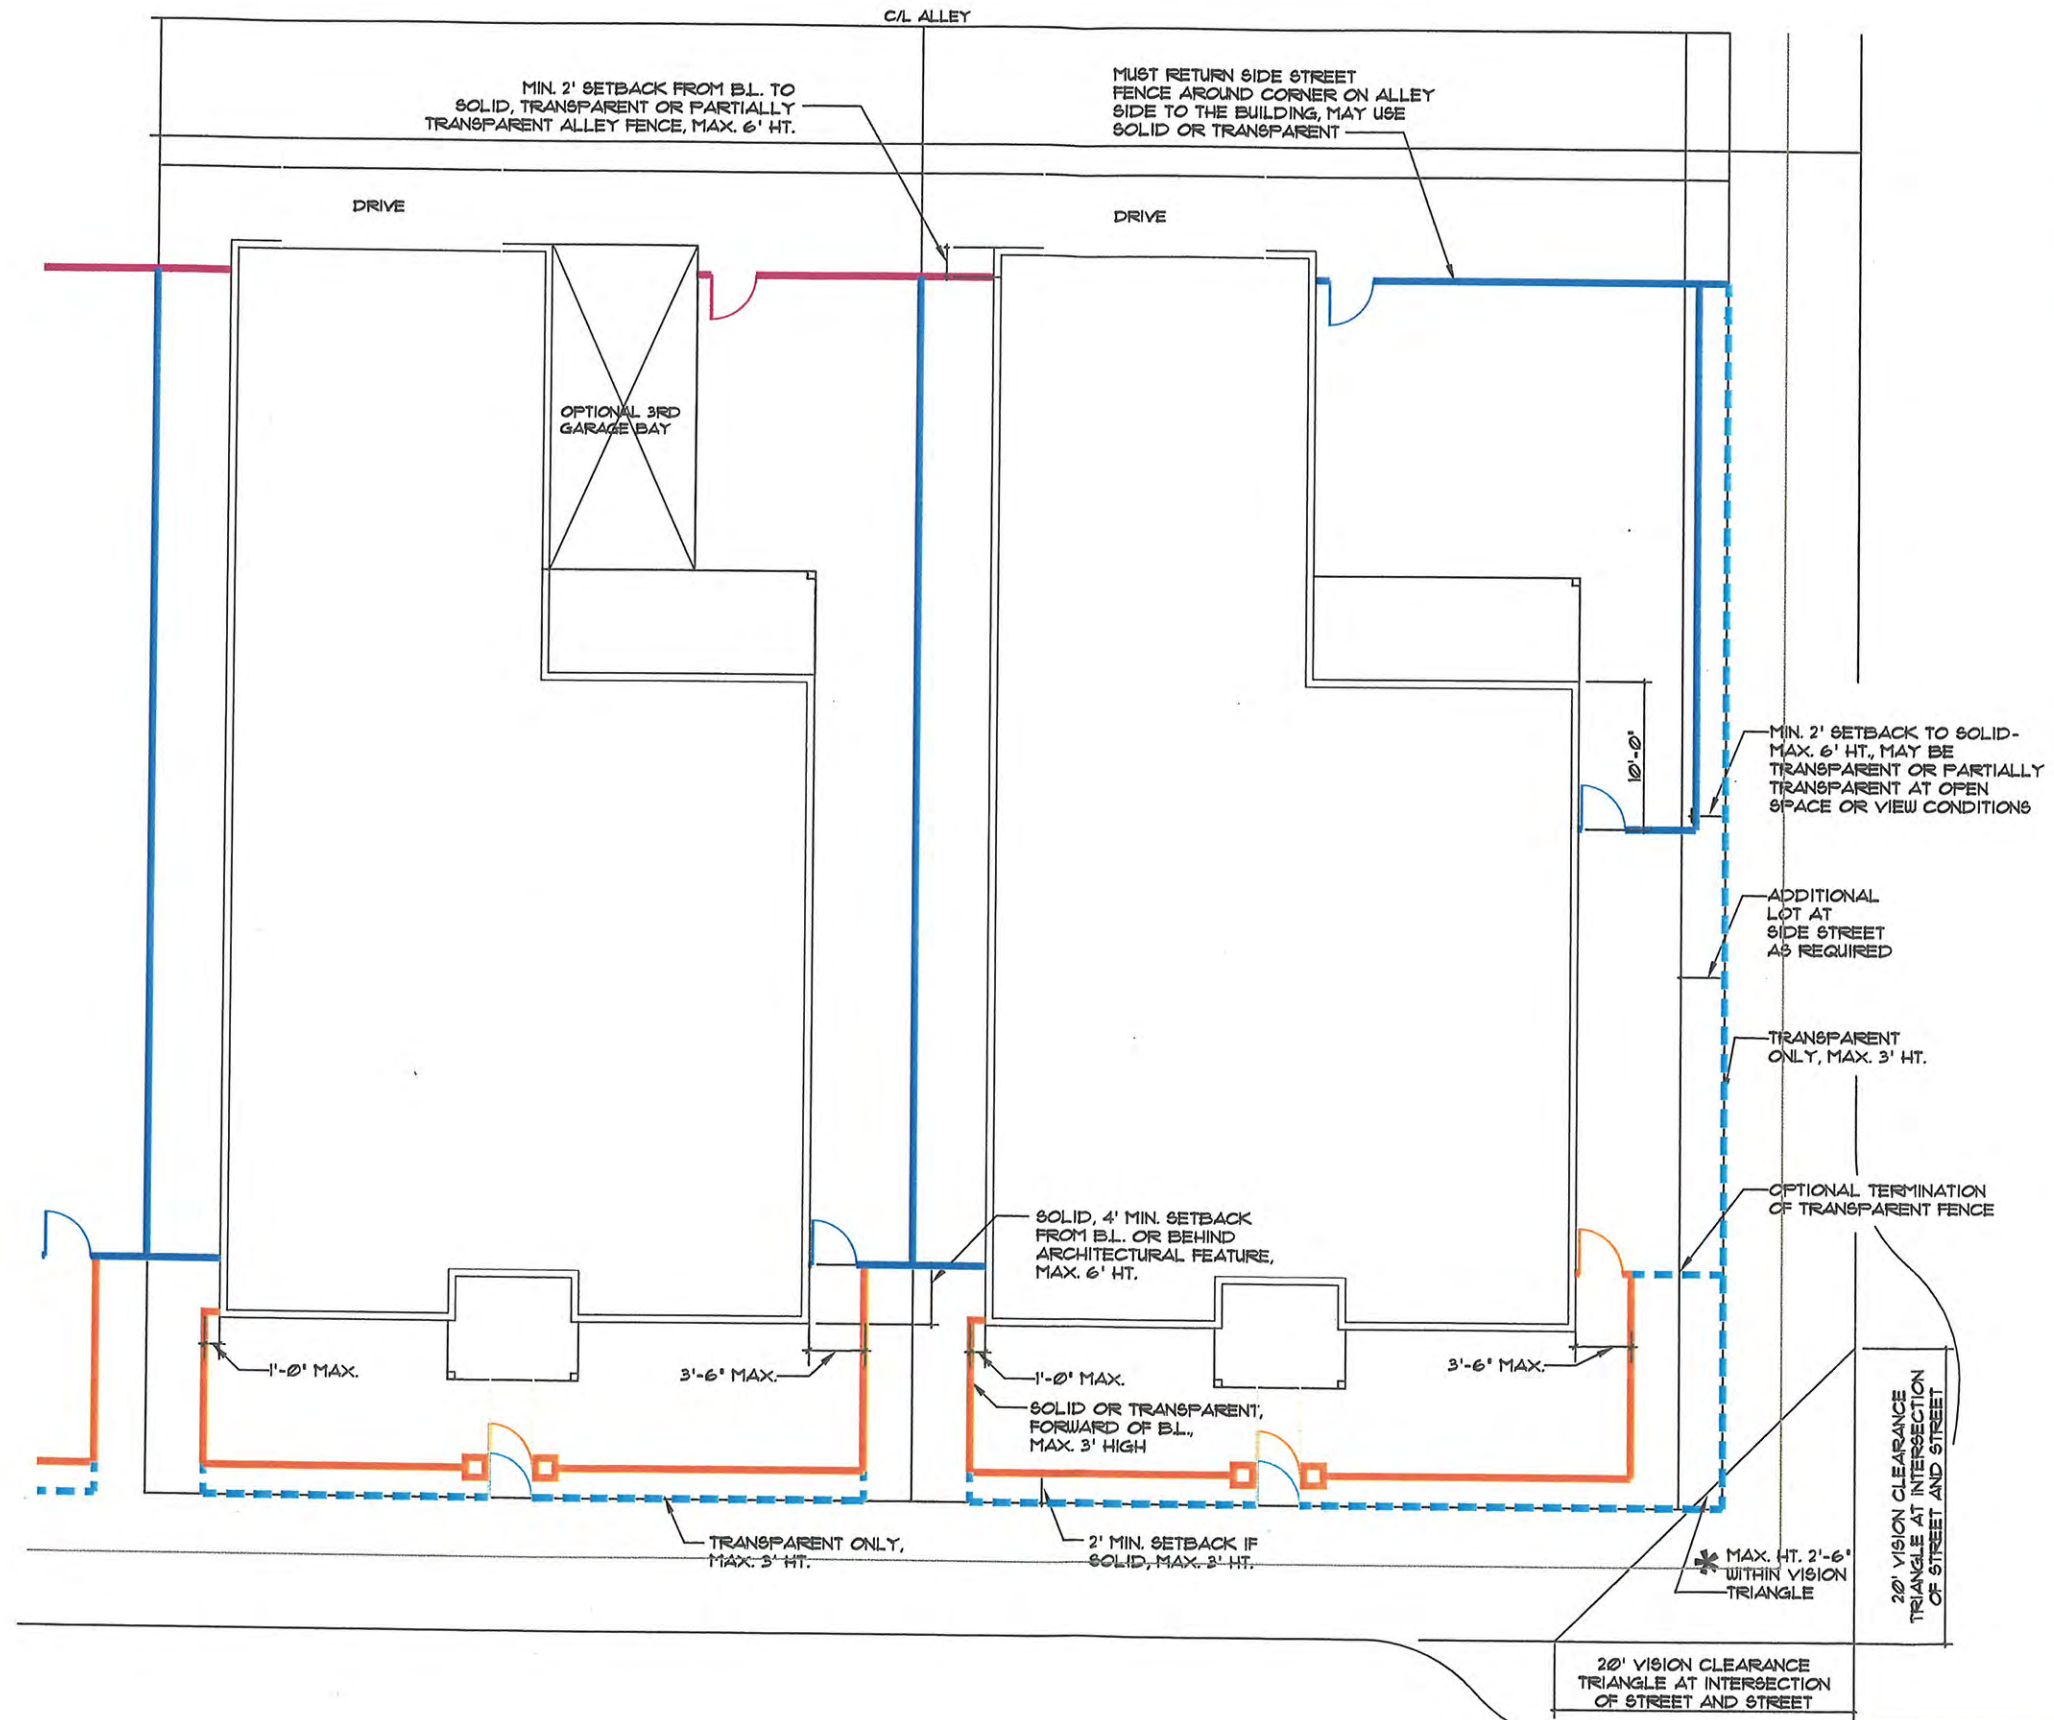 C/L ALLEY
MIN. 2' SETBACK FROM B.L. TO
SOLID, TRANSPARENT OR PARTIALLY
TRANSPARENT ALLEY FENCE, MAX. 6' HT.
MUST RETURN SIDE STREET
FENCE AROUND CORNER ON ALLEY
SIDE TO THE BUILDING, MAY USE
SOLID OR TRANSPARENT
DRIVE
DRIVE
OPTIONAL 3RD
GARAGE BAY
10'-0"
MIN. 2' SETBACK TO SOLID-
MAX. 6' HT., MAY BE
TRANSPARENT OR PARTIALLY
TRANSPARENT AT OPEN
SPACE OR VIEW CONDITIONS
ADDITIONAL
LOT AT
SIDE STREET
AS REQUIRED
TRANSPARENT
ONLY, MAX. 3' HT.
OPTIONAL TERMINATION
OF TRANSPARENT FENCE
SOLID, 4' MIN. SETBACK
FROM B.L. OR BEHIND
ARCHITECTURAL FEATURE,
MAX. 6' HT.
1'-0" MAX.
3'-6" MAX.
1'-0" MAX.
3'-6" MAX.
SOLID OR TRANSPARENT,
FORWARD OF B.L.,
MAX. 3' HIGH
TRANSPARENT ONLY,
MAX. 3' HT.
2' MIN. SETBACK IF
SOLID, MAX. 3' HT.
* MAX. HT. 2'-6"
WITHIN VISION
TRIANGLE
20' VISION CLEARANCE
TRIANGLE AT INTERSECTION
OF STREET AND STREET
20' VISION CLEARANCE
TRIANGLE AT INTERSECTION
OF STREET AND STREET